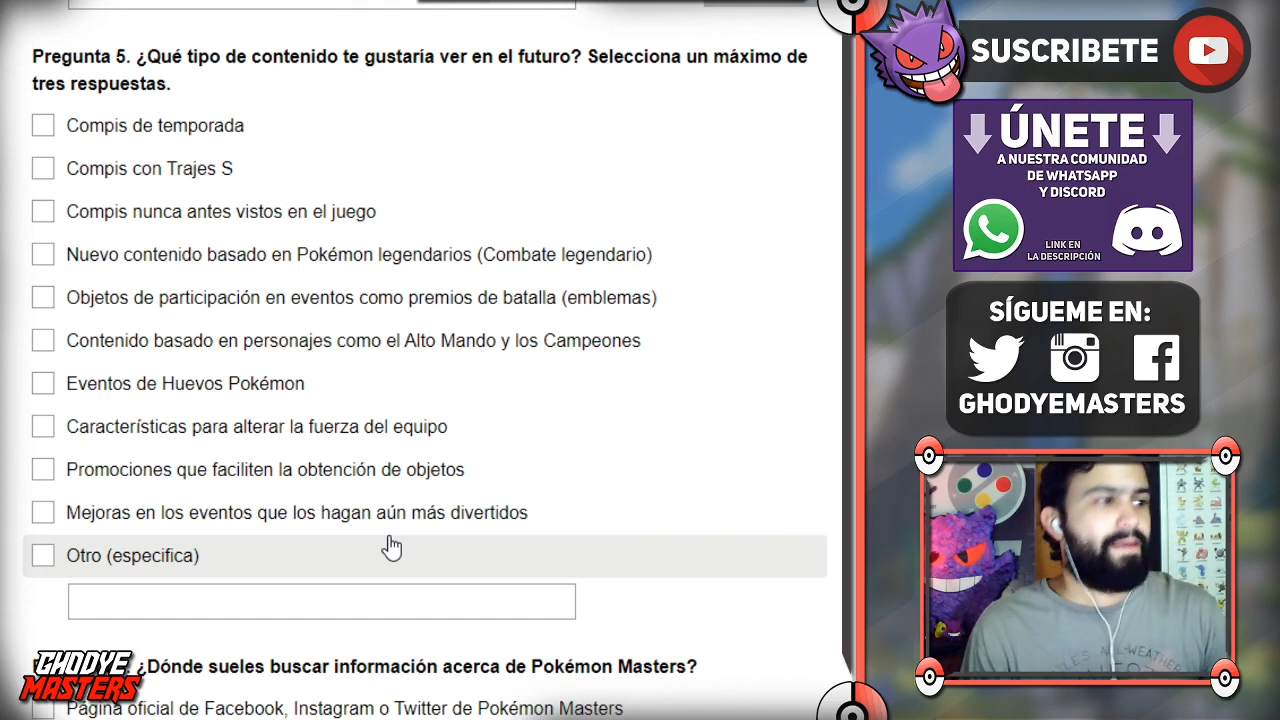 Pregunta 5. ¿Qué tipo de contenido te gustaría ver en el futuro? Selecciona un máximo de
tres respuestas.
Compis de temporada
Compis con Trajes S
Compis nunca antes vistos en el juego
Nuevo contenido basado en Pokémon legendarios (Combate legendario)
Objetos de participación en eventos como premios de batalla (emblemas)
Contenido basado en personajes como el Alto Mando y los Campeones
Eventos de Huevos Pokémon
Características para alterar la fuerza del equipo
Promociones que faciliten la obtención de objetos
Mejoras en los eventos que los hagan aún más divertidos
Otro (especifica)
¿Dónde sueles buscar información acerca de Pokémon Masters?
Página oficial de Facebook, Instagram o Twitter de Pokémon Masters
GHODYE
MASTERS
SUSCRIBETE
ÚNETE
A NUESTRA COMUNIDAD
DE WHATSAPP
Y DISCORD
LINK EN
LA DESCRIPCIÓN
SÍGUEME EN:
GHODYEMASTERS